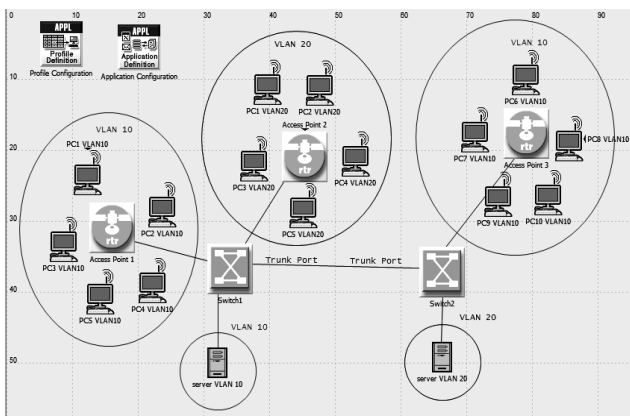 0 10 20 30 40 50 60 70 80 90
10
20
30
40
50
APPL
Profile
Definition
Profile Configuration
APPL
Application
Definition
Application Configuration
VLAN 10
PC1 VLAN10
PC2 VLAN10
PC3 VLAN10
PC4 VLAN10
PC5 VLAN10
rtr
Access Point 1
VLAN 20
PC1 VLAN20
PC2 VLAN20
Access Point 2
rtr
PC3 VLAN20
PC4 VLAN20
PC5 VLAN20
VLAN 10
PC6 VLAN10
PC7 VLAN10
rtr
Access Point 3
PC8 VLAN10
PC9 VLAN10
PC10 VLAN10
Trunk Port
Trunk Port
Switch1
Switch2
VLAN 10
server VLAN 10
VLAN 20
server VLAN 20